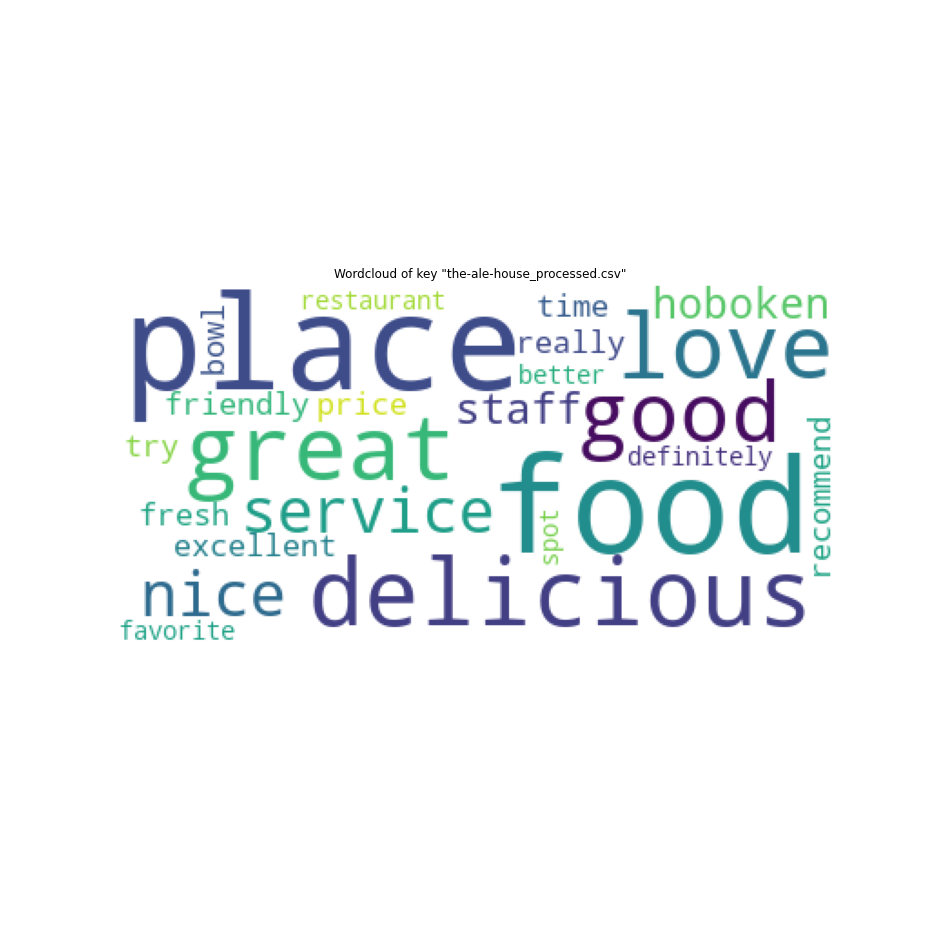 Wordcloud of key "the-ale-house_processed.csv"
place
bowl
restaurant
time
hoboken
really
love
better
friendly
price
staff
good
try
great
definitely
recommend
fresh
service
food
spot
excellent
nice
delicious
favorite